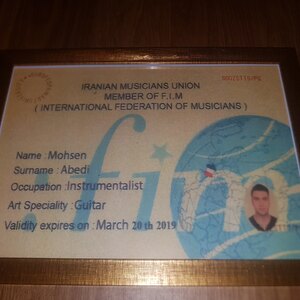 IRANIAN MUSICIANS UNION
MEMBER OF F.I.M
( INTERNATIONAL FEDERATION OF MUSICIANS )
fim
Name : Mohsen
Surname : Abedi
Occupation : Instrumentalist
Art Speciality : Guitar
Validity expires on : March 20 th 2019